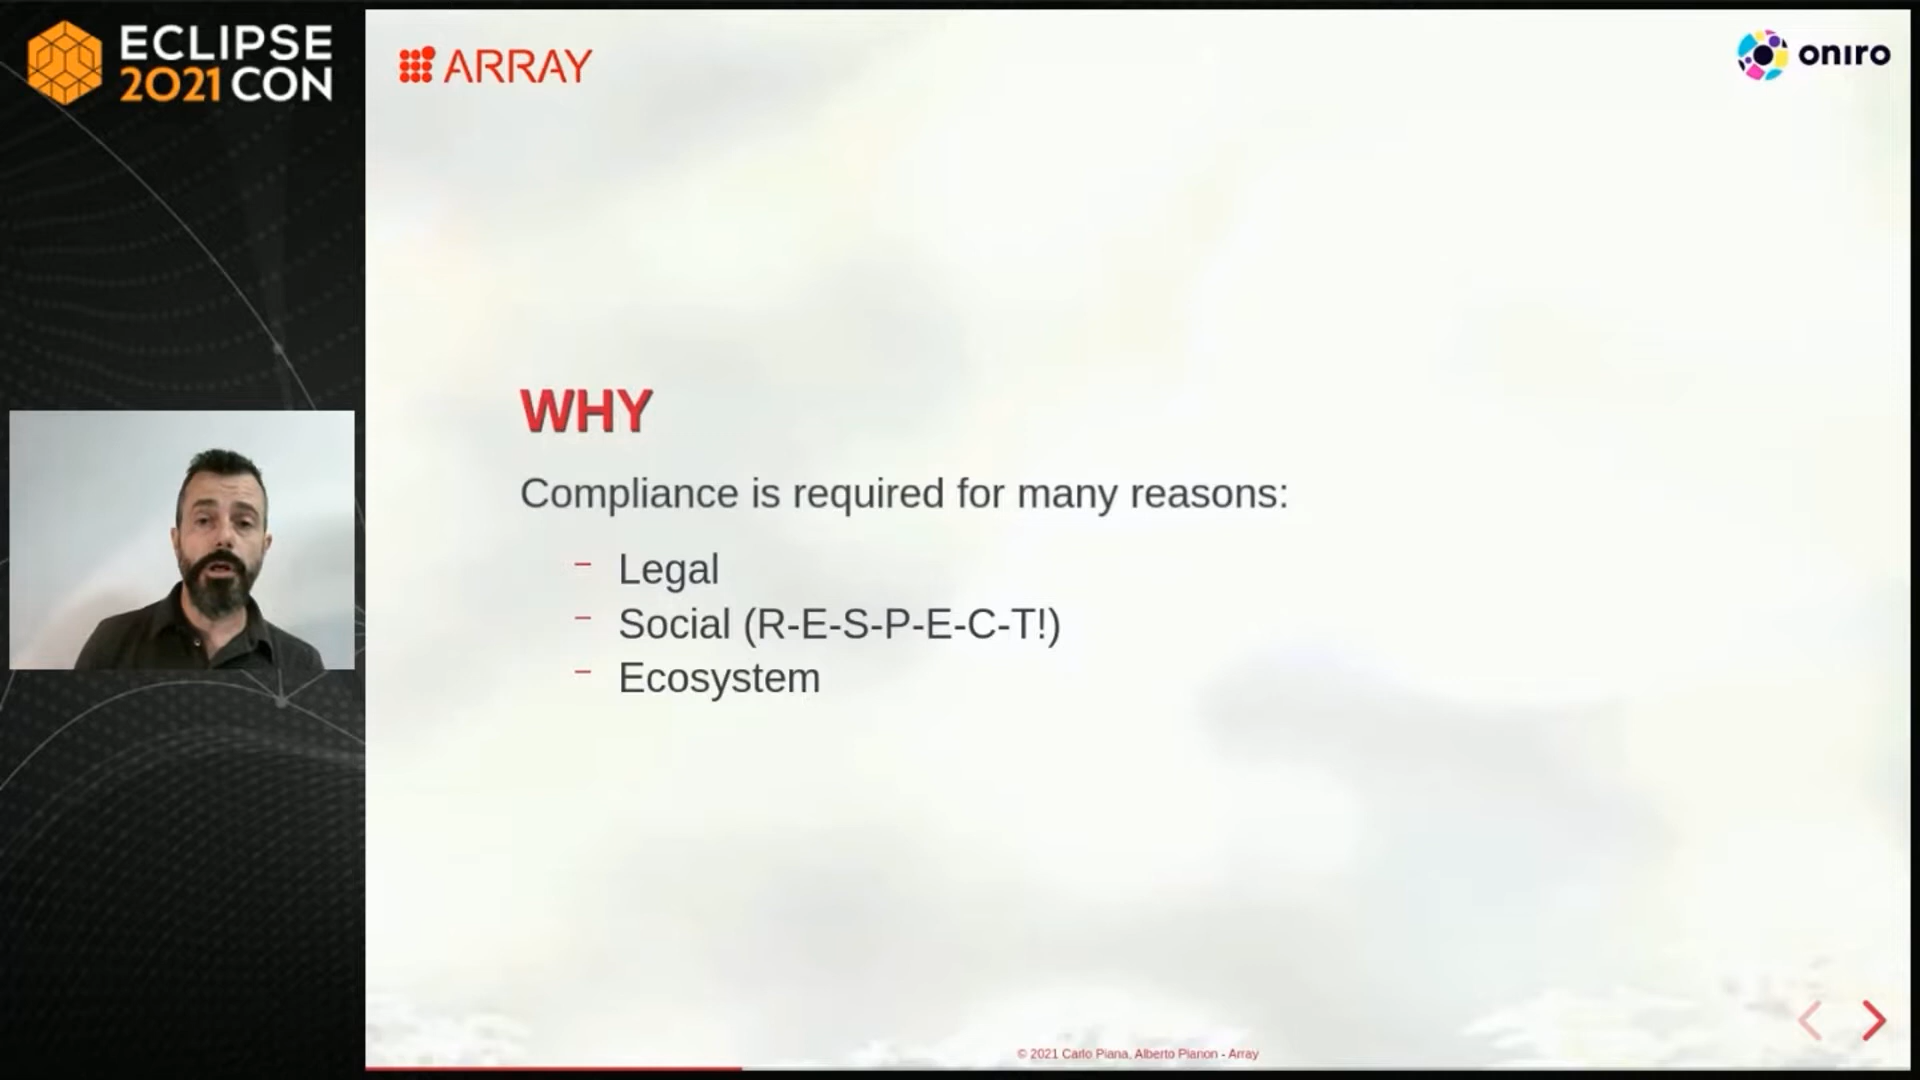 ECLIPSE
2021 CON
ARRAY
oniro
WHY
Compliance is required for many reasons:
– Legal
– Social (R-E-S-P-E-C-T!)
– Ecosystem
© 2021 Carlo Piana, Alberto Pianon - Array